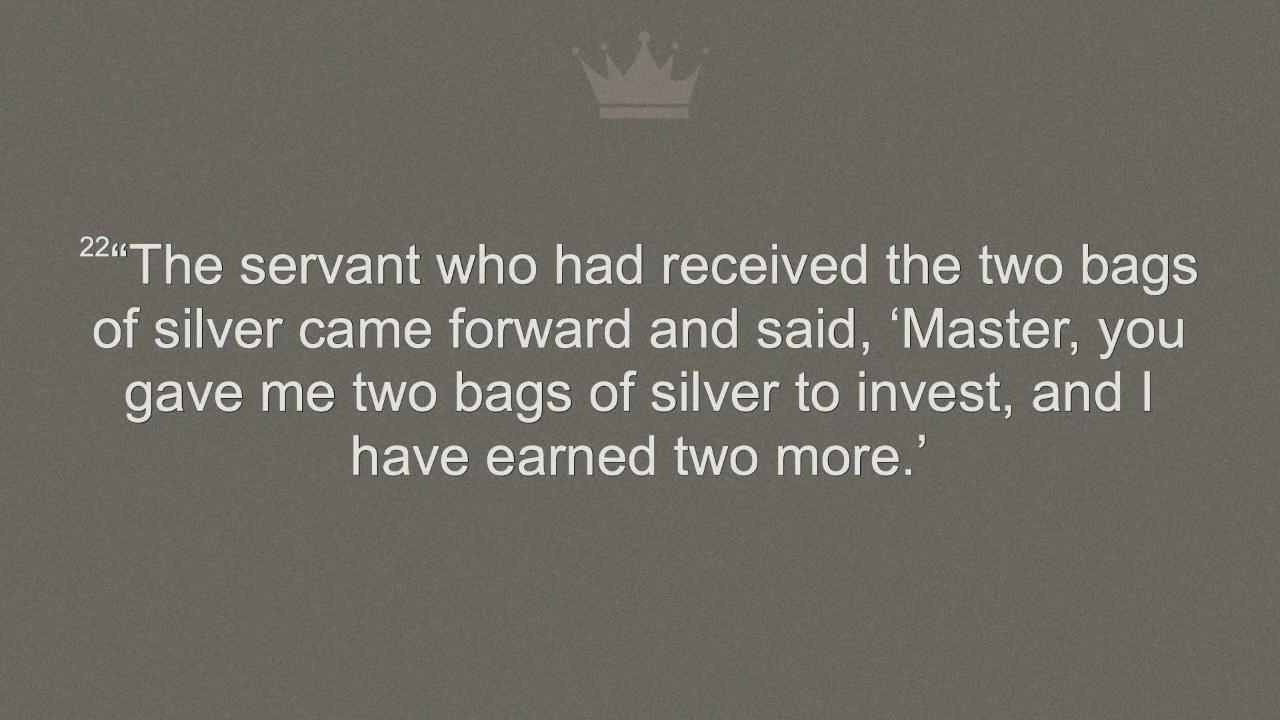 22“The servant who had received the two bags
of silver came forward and said, ‘Master, you
gave me two bags of silver to invest, and I
have earned two more.’